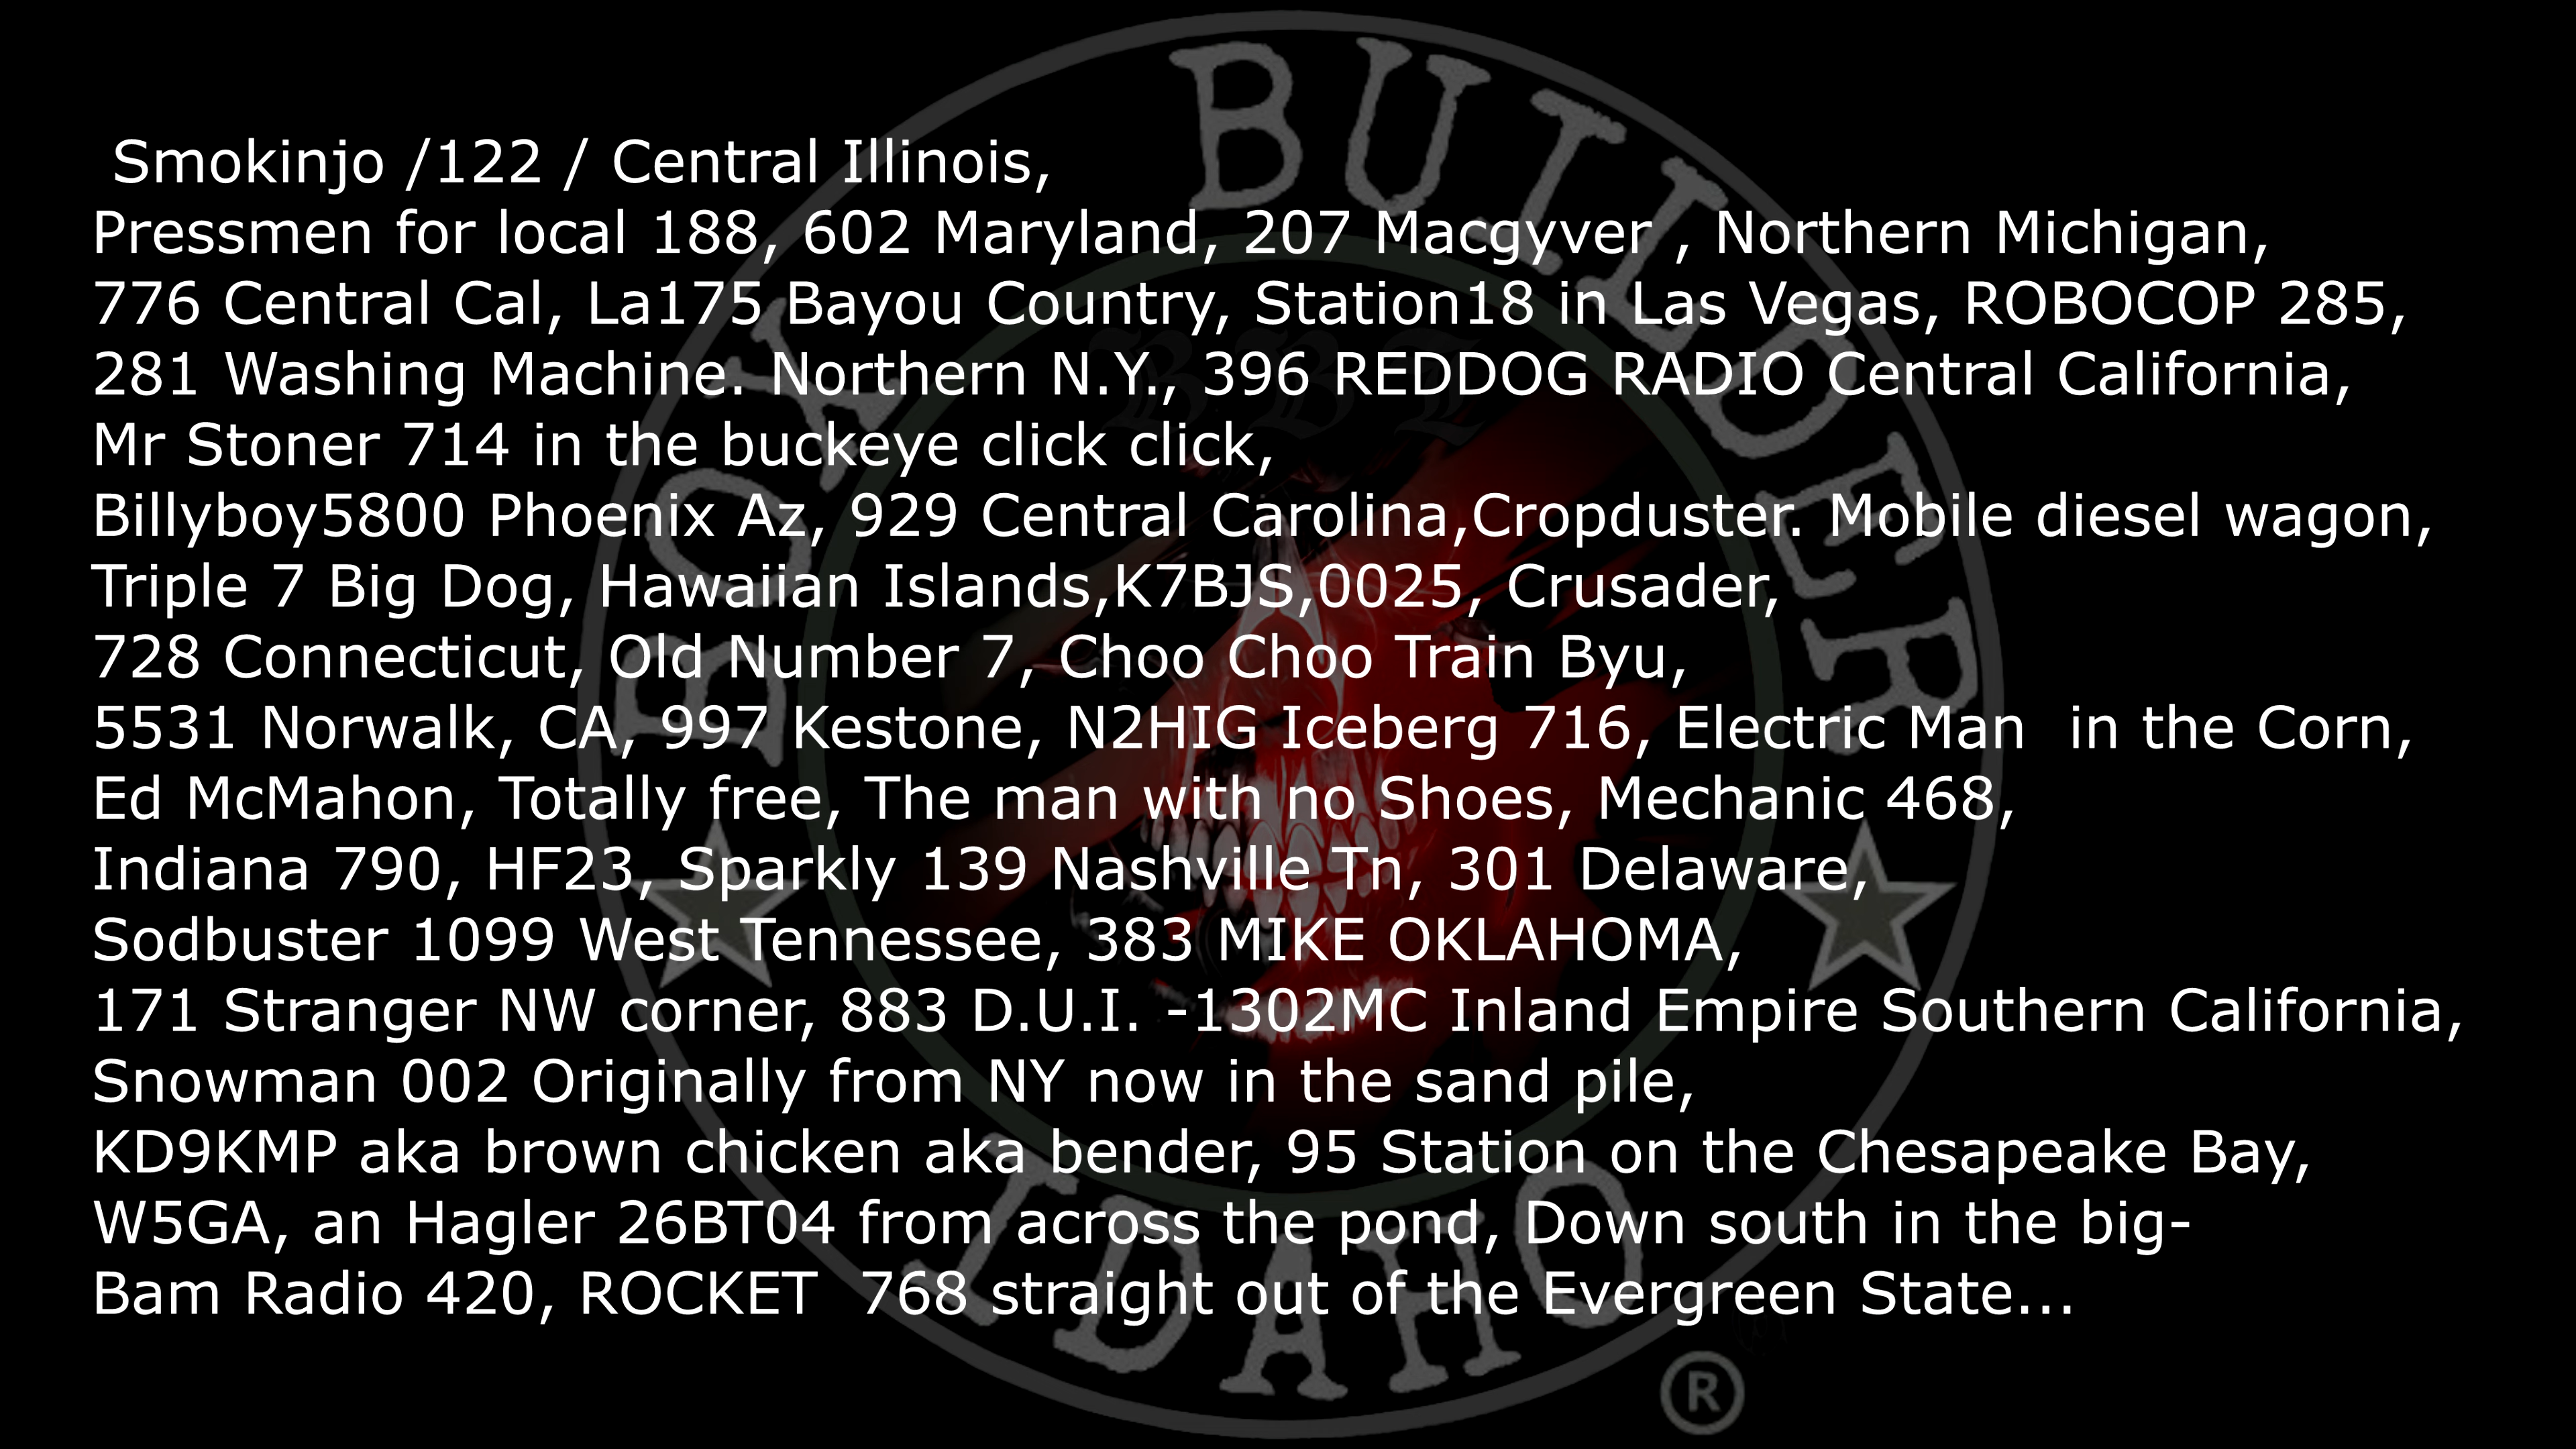 Smokinjo /122 / Central Illinois,
Pressmen for local 188, 602 Maryland, 207 Macgyver , Northern Michigan,
776 Central Cal, La175 Bayou Country, Station18 in Las Vegas, ROBOCOP 285,
281 Washing Machine. Northern N.Y., 396 REDDOG RADIO Central California,
Mr Stoner 714 in the buckeye click click,
Billyboy5800 Phoenix Az, 929 Central Carolina,Cropduster. Mobile diesel wagon,
Triple 7 Big Dog, Hawaiian Islands,K7BJS,0025, Crusader,
728 Connecticut, Old Number 7, Choo Choo Train Byu,
5531 Norwalk, CA, 997 Kestone, N2HIG Iceberg 716, Electric Man  in the Corn,
Ed McMahon, Totally free, The man with no Shoes, Mechanic 468,
Indiana 790, HF23, Sparkly 139 Nashville Tn, 301 Delaware,
Sodbuster 1099 West Tennessee, 383 MIKE OKLAHOMA,
171 Stranger NW corner, 883 D.U.I. -1302MC Inland Empire Southern California,
Snowman 002 Originally from NY now in the sand pile,
KD9KMP aka brown chicken aka bender, 95 Station on the Chesapeake Bay,
W5GA, an Hagler 26BT04 from across the pond, Down south in the big-
Bam Radio 420, ROCKET  768 straight out of the Evergreen State...
BOX BUILDER
BBI
IDAHO
®